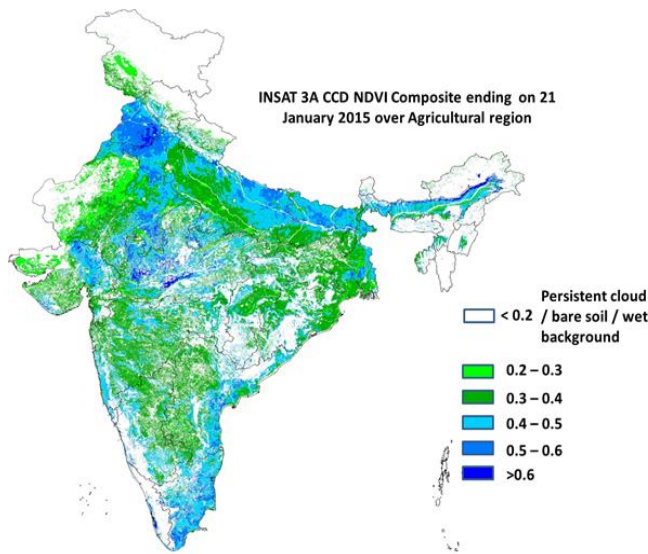 INSAT 3A CCD NDVI Composite ending on 21
January 2015 over Agricultural region
< 0.2
Persistent cloud
/ bare soil / wet
background
0.2 – 0.3
0.3 – 0.4
0.4 – 0.5
0.5 – 0.6
>0.6